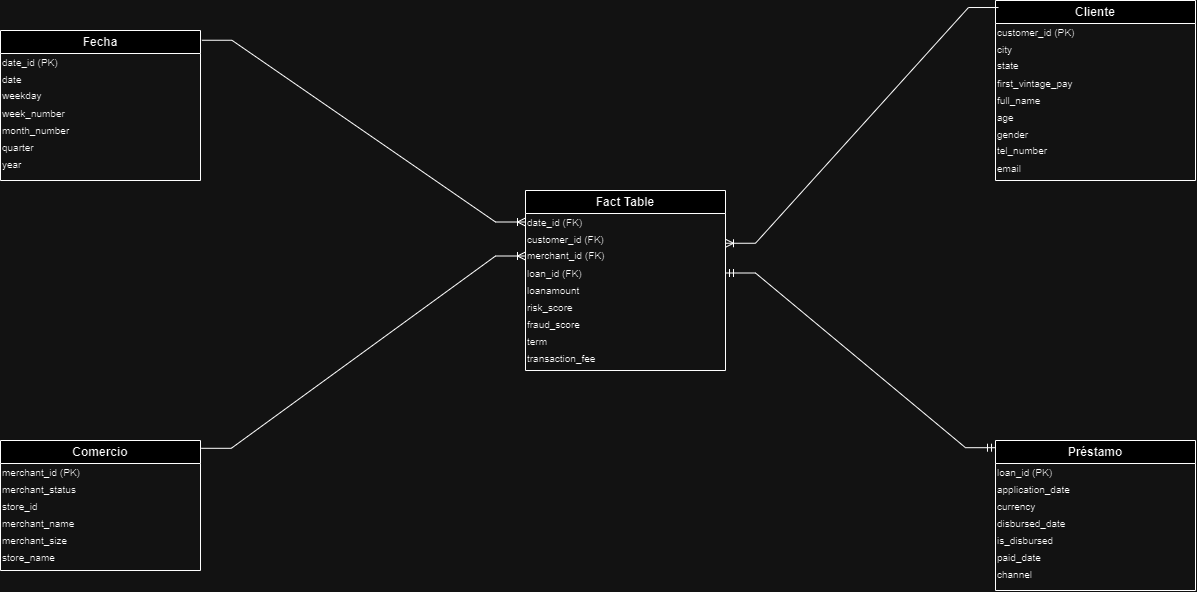 Fecha
date_id (PK)
date
weekday
week_number
month_number
quarter
year
Cliente
customer_id (PK)
city
state
first_vintage_pay
full_name
age
gender
tel_number
email
Fact Table
date_id (FK)
customer_id (FK)
merchant_id (FK)
loan_id (FK)
loanamount
risk_score
fraud_score
term
transaction_fee
Comercio
merchant_id (PK)
merchant_status
store_id
merchant_name
merchant_size
store_name
Préstamo
loan_id (PK)
application_date
currency
disbursed_date
is_disbursed
paid_date
channel